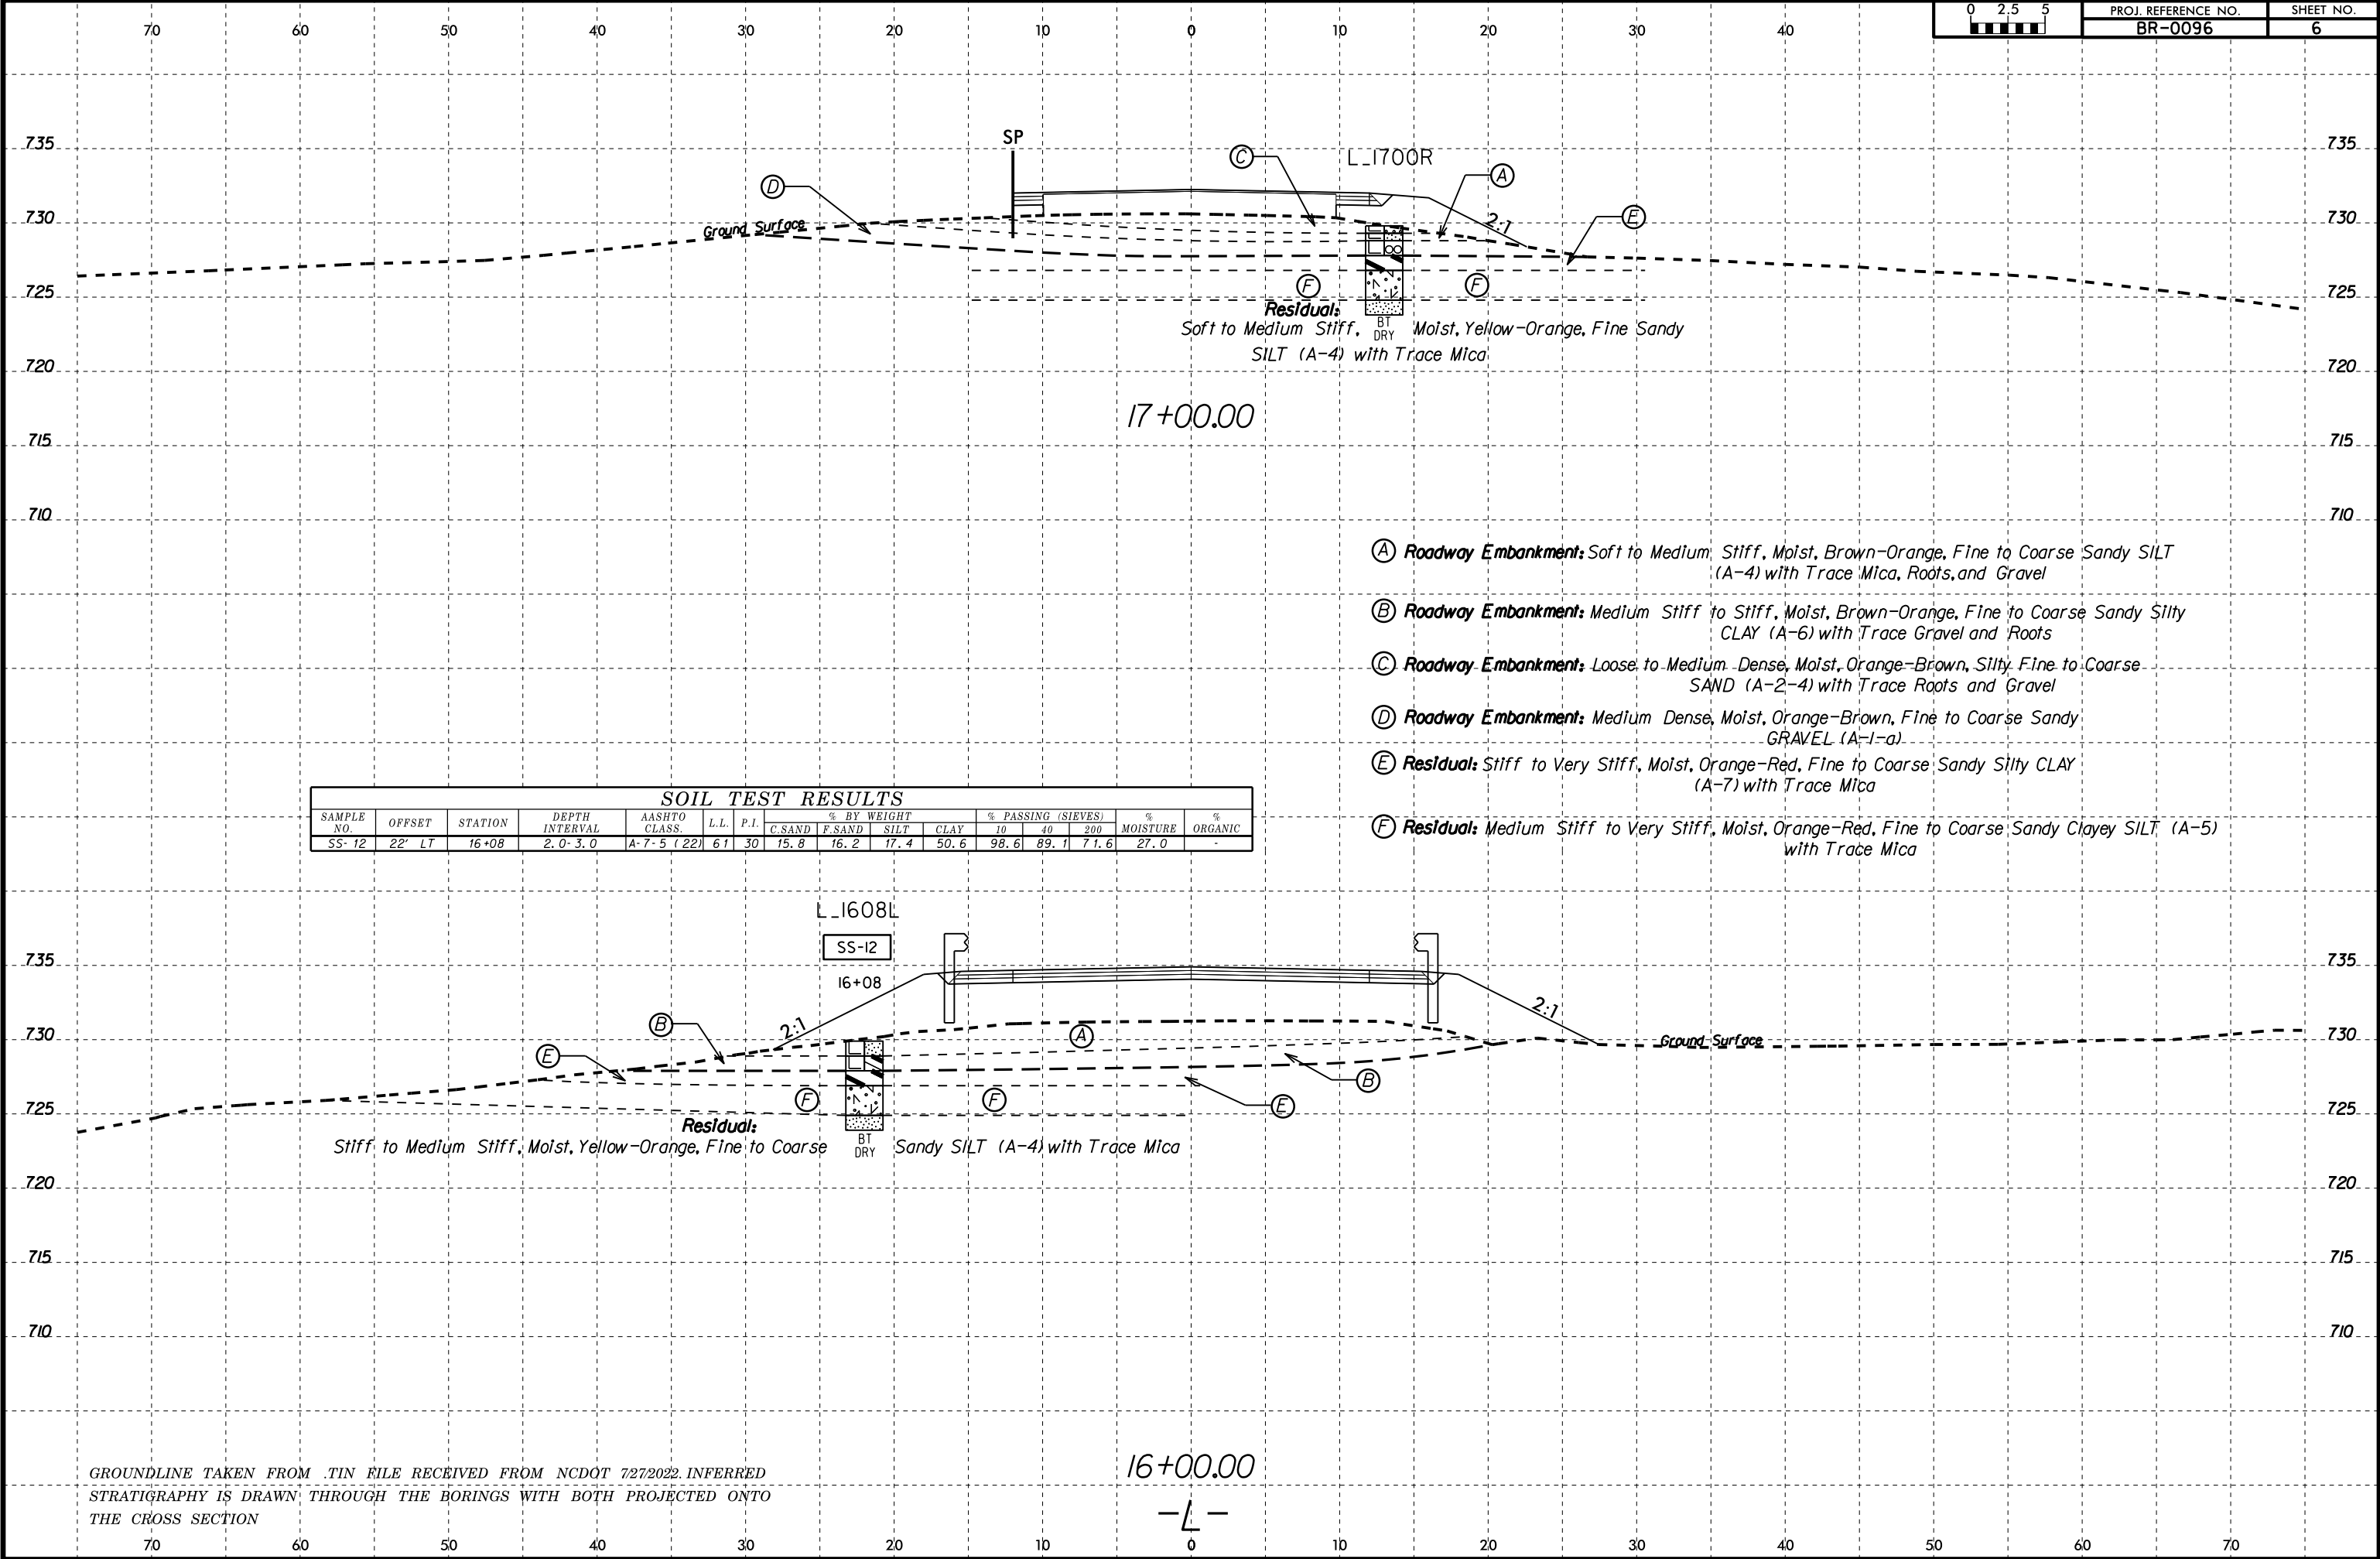 0 2.5 5
PROJ. REFERENCE NO.
SHEET NO.
BR-0096
6
70 60 50 40 30 20 10 0 10 20 30 40 50 60 70
735 735
SP
L_1700R
C
A
D
E
730 730
Ground Surface
2:1
F F
725 725
Residual:
Soft to Medium Stiff, Moist, Yellow-Orange, Fine Sandy
BT
DRY
SILT (A-4) with Trace Mica
720 720
17+00.00
715 715
710 710
A Roadway Embankment: Soft to Medium Stiff, Moist, Brown-Orange, Fine to Coarse Sandy SILT
(A-4) with Trace Mica, Roots, and Gravel
B Roadway Embankment: Medium Stiff to Stiff, Moist, Brown-Orange, Fine to Coarse Sandy Silty
CLAY (A-6) with Trace Gravel and Roots
C Roadway Embankment: Loose to Medium Dense, Moist, Orange-Brown, Silty Fine to Coarse
SAND (A-2-4) with Trace Roots and Gravel
D Roadway Embankment: Medium Dense, Moist, Orange-Brown, Fine to Coarse Sandy
GRAVEL (A-1-a)
E Residual: Stiff to Very Stiff, Moist, Orange-Red, Fine to Coarse Sandy Silty CLAY
(A-7) with Trace Mica
F Residual: Medium Stiff to Very Stiff, Moist, Orange-Red, Fine to Coarse Sandy Clayey SILT (A-5)
with Trace Mica
SOIL TEST RESULTS
SAMPLE NO. OFFSET STATION DEPTH INTERVAL AASHTO CLASS. L.L. P.I. % BY WEIGHT % PASSING (SIEVES) % MOISTURE % ORGANIC
C.SAND F.SAND SILT CLAY 10 40 200
SS-12 22' LT 16+08 2.0-3.0 A-7-5 (22) 61 30 15.8 16.2 17.4 50.6 98.6 89.1 71.6 27.0 -
L_1608L
SS-12
16+08
735 735
2:1 2:1
B
A
730 730
Ground Surface
E
B
F F
E
725 725
Residual:
Stiff to Medium Stiff, Moist, Yellow-Orange, Fine to Coarse Sandy SILT (A-4) with Trace Mica
BT
DRY
720 720
715 715
710 710
16+00.00
-L-
GROUNDLINE TAKEN FROM .TIN FILE RECEIVED FROM NCDOT 7/27/2022. INFERRED
STRATIGRAPHY IS DRAWN THROUGH THE BORINGS WITH BOTH PROJECTED ONTO
THE CROSS SECTION
70 60 50 40 30 20 10 0 10 20 30 40 50 60 70